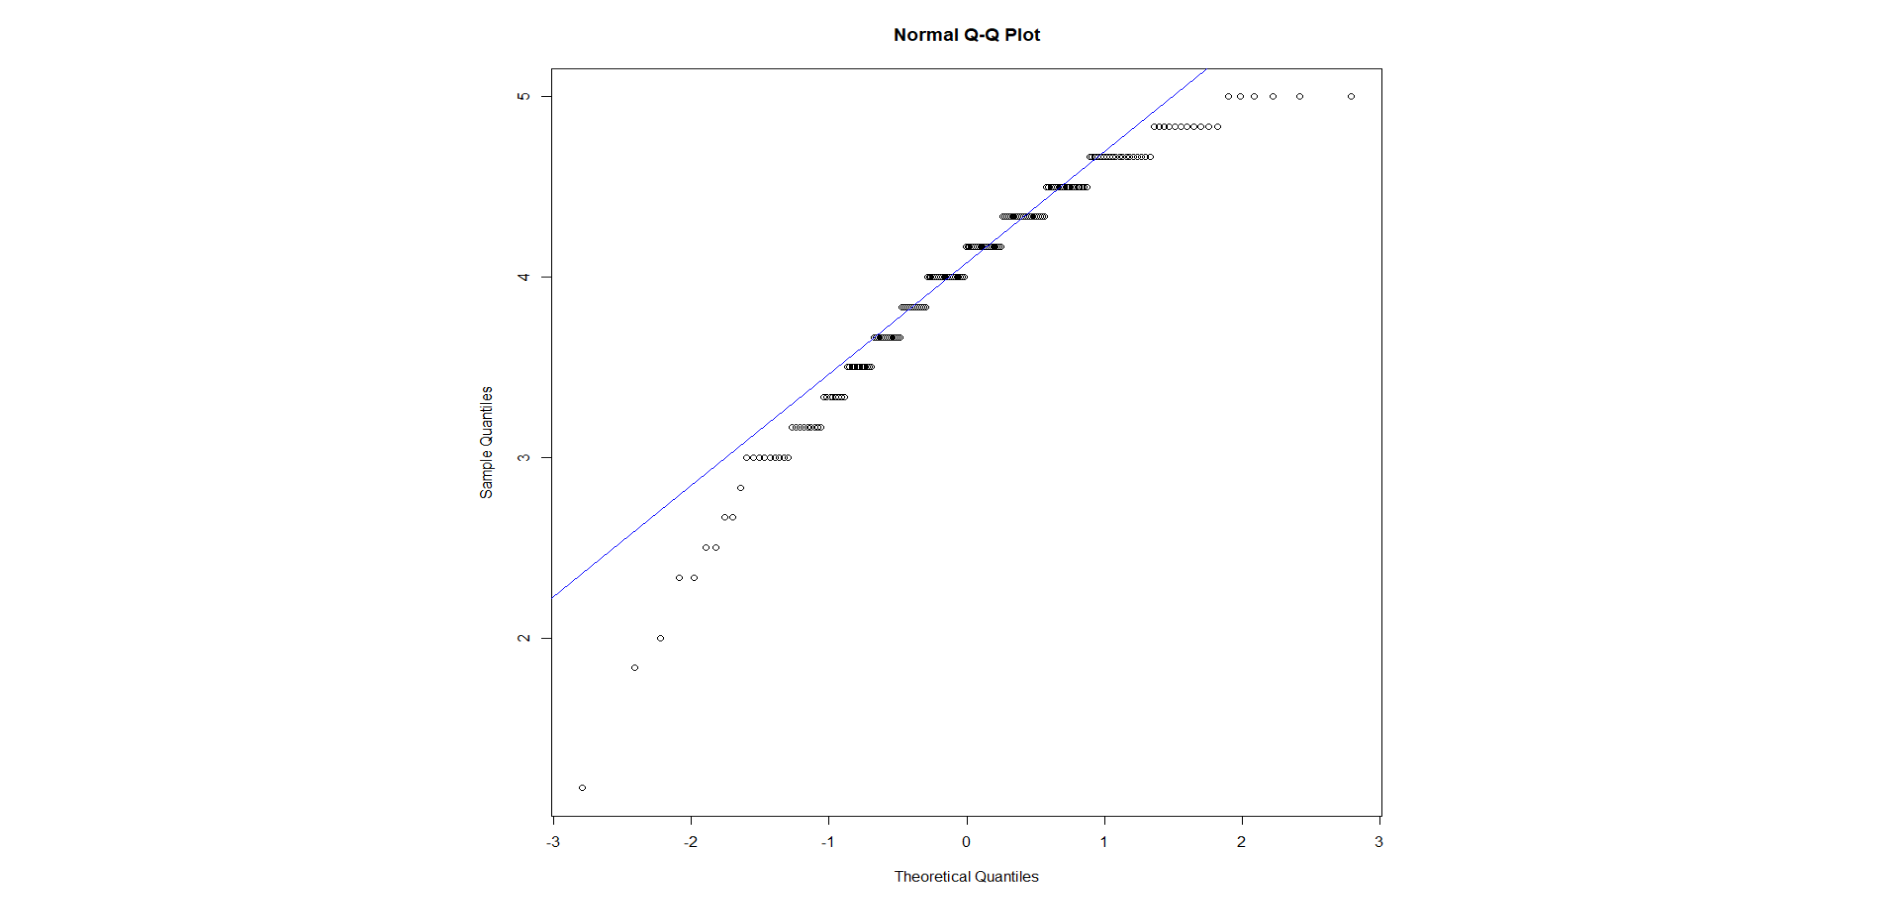 Normal Q-Q Plot
5
4
3
2
Sample Quantiles
-3 -2 -1 0 1 2 3
Theoretical Quantiles